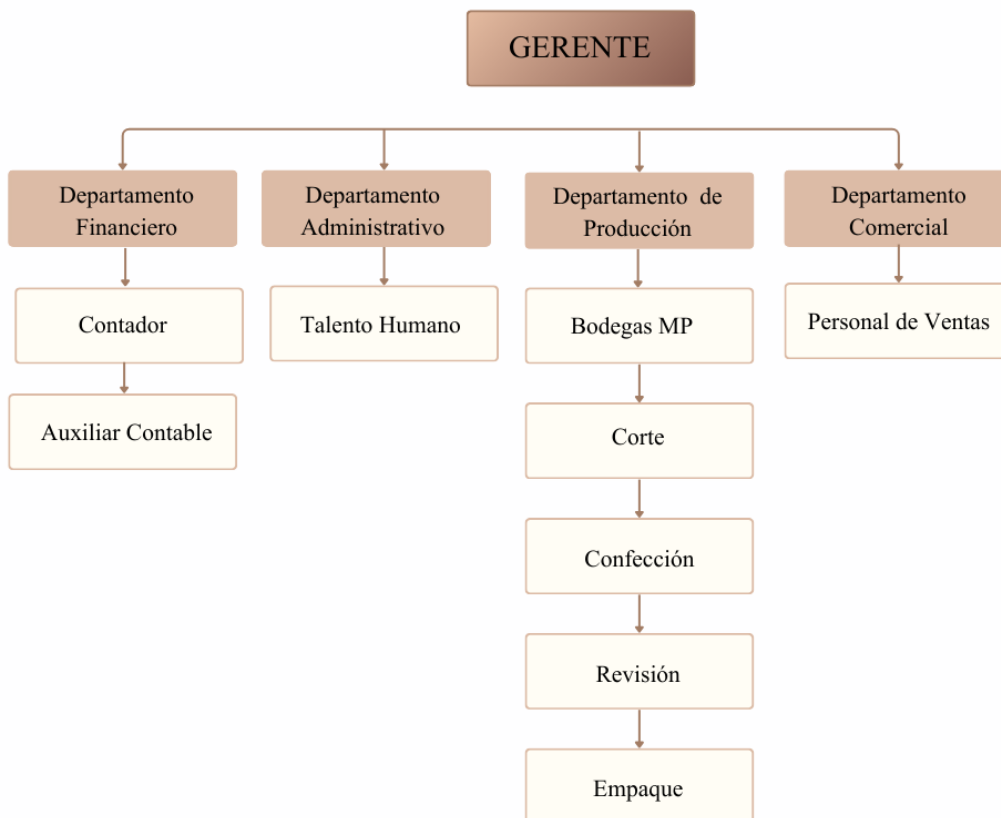 GERENTE
Departamento
Financiero
Departamento
Administrativo
Departamento de
Producción
Departamento
Comercial
Contador
Talento Humano
Bodegas MP
Personal de Ventas
Auxiliar Contable
Corte
Confección
Revisión
Empaque